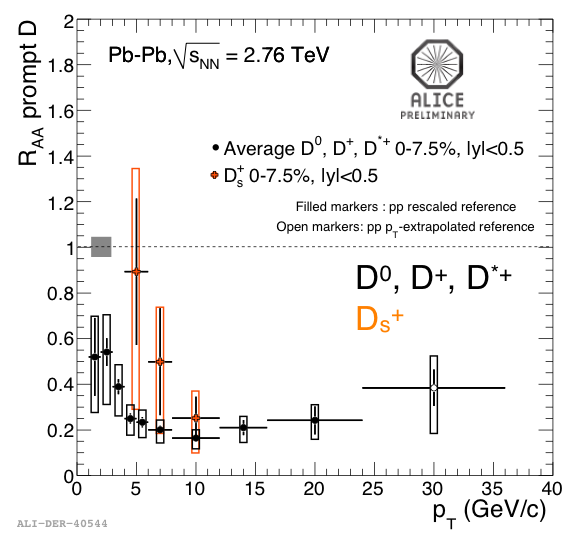 R_AA prompt D
2
1.8
1.6
1.4
1.2
1
0.8
0.6
0.4
0.2
0
Pb-Pb, √s_NN = 2.76 TeV
ALICE
PRELIMINARY
Average D⁰, D⁺, D*⁺ 0-7.5%, |y|<0.5
D_s⁺ 0-7.5%, |y|<0.5
Filled markers : pp rescaled reference
Open markers: pp p_T-extrapolated reference
D⁰, D⁺, D*⁺
D_s⁺
0 5 10 15 20 25 30 35 40
p_T (GeV/c)
ALI-DER-40544